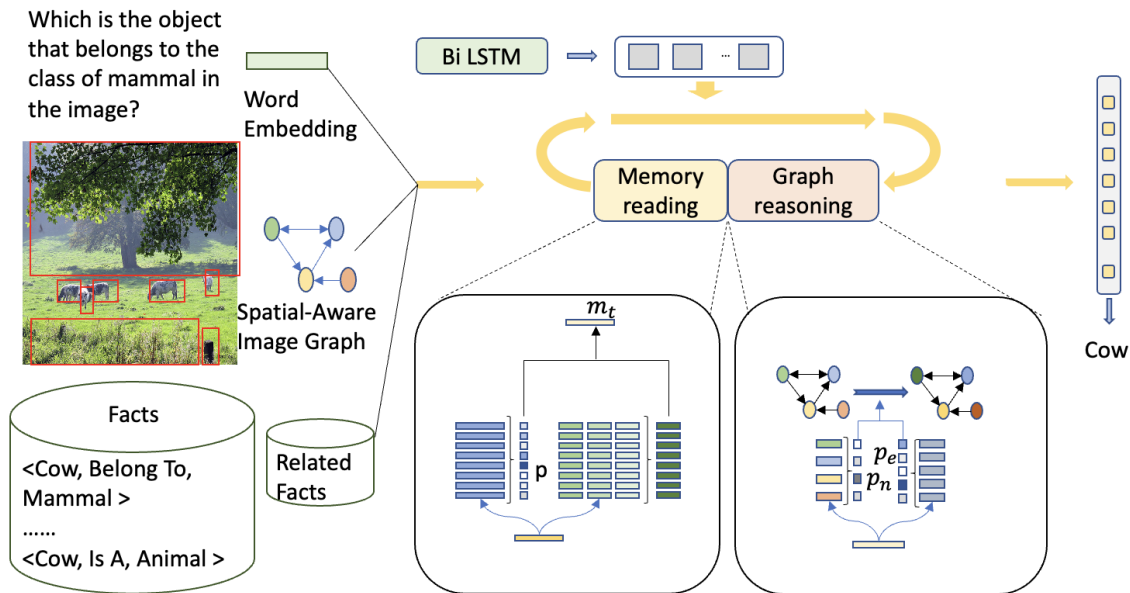 Which is the object
that belongs to the
class of mammal in
the image?
Word
Embedding
Spatial-Aware
Image Graph
Facts
<Cow, Belong To,
Mammal >
......
<Cow, Is A, Animal >
Related
Facts
Bi LSTM
...
Memory
reading
Graph
reasoning
m_t
p
p_e
p_n
Cow